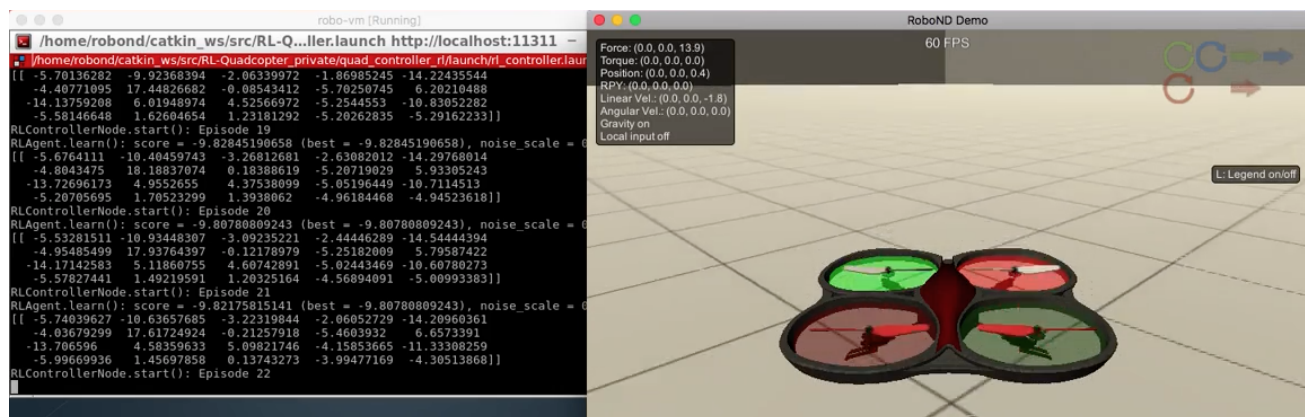 robo-vm [Running]
/home/robond/catkin_ws/src/RL-Q...ller.launch http://localhost:11311
/home/robond/catkin_ws/src/RL-Quadcopter_private/quad_controller_rl/launch/rl_controller.laun
[[ -5.70136282 -9.92368394 -2.06339972 -1.86985245 -14.22435544
-4.40771095 17.44826682 -0.08543412 -5.70250745 6.20210488
-14.13759208 6.01948974 4.52566972 -5.2544553 -10.83052282
-5.58146648 1.62604654 1.23181292 -5.20262835 -5.29162233]]
RLControllerNode.start(): Episode 19
RLAgent.learn(): score = -9.82845190658 (best = -9.82845190658), noise_scale = 0
[[ -5.6764111 -10.40459743 -3.26812681 -2.63082012 -14.29768014
-4.8043475 18.18837074 0.18388619 -5.20719029 5.93305243
-13.72696173 4.9552655 4.37538099 -5.05196449 -10.7114513
-5.20705695 1.70523299 1.3938062 -4.96184468 -4.94523618]]
RLControllerNode.start(): Episode 20
RLAgent.learn(): score = -9.80780809243 (best = -9.80780809243), noise_scale = 0
[[ -5.53281511 -10.93448307 -3.09235221 -2.44446289 -14.54444394
-4.95485499 17.93764397 -0.12178979 -5.25182009 5.79587422
-14.17142583 5.11860755 4.60742891 -5.02443469 -10.60780273
-5.57827441 1.49219591 1.20325164 -4.56894091 -5.00993383]]
RLControllerNode.start(): Episode 21
RLAgent.learn(): score = -9.82175815141 (best = -9.80780809243), noise_scale = 0
[[ -5.74039627 -10.63657685 -3.22319844 -2.06052729 -14.20960361
-4.03679299 17.61724924 -0.21257918 -5.4603932 6.6573391
-13.706596 4.58359633 5.09821746 -4.15853665 -11.33308259
-5.99669936 1.45697858 0.13743273 -3.99477169 -4.30513868]]
RLControllerNode.start(): Episode 22
RoboND Demo
60 FPS
Force: (0.0, 0.0, 13.9)
Torque: (0.0, 0.0, 0.0)
Position: (0.0, 0.0, 0.4)
RPY: (0.0, 0.0, 0.0)
Linear Vel.: (0.0, 0.0, -1.8)
Angular Vel.: (0.0, 0.0, 0.0)
Gravity on
Local input off
L: Legend on/off